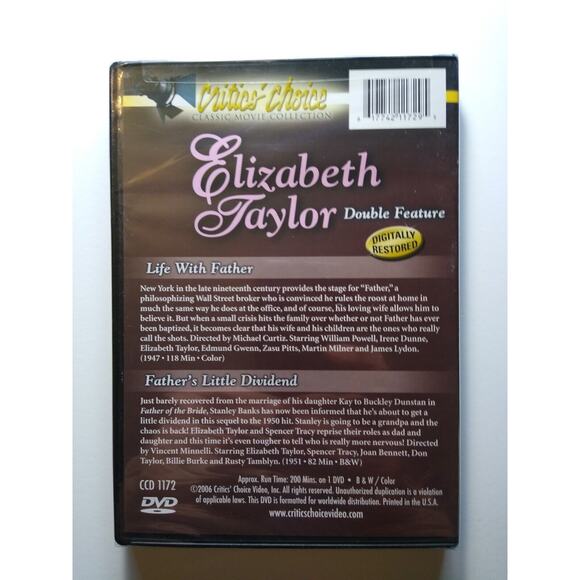 Critics' Choice
CLASSIC MOVIE COLLECTION
6 17742 11729 1
Elizabeth
Taylor Double Feature
DIGITALLY
RESTORED
Life With Father
New York in the late nineteenth century provides the stage for "Father," a
philosophizing Wall Street broker who is convinced he rules the roost at home in
much the same way he does at the office, and of course, his loving wife allows him to
believe it. But when a small crisis hits the family over whether or not Father has ever
been baptized, it becomes clear that his wife and his children are the ones who really
call the shots. Directed by Michael Curtiz. Starring William Powell, Irene Dunne,
Elizabeth Taylor, Edmund Gwenn, Zasu Pitts, Martin Milner and James Lydon.
(1947 • 118 Min • Color)
Father's Little Dividend
Just barely recovered from the marriage of his daughter Kay to Buckley Dunstan in
Father of the Bride, Stanley Banks has now been informed that he's about to get a
little dividend in this sequel to the 1950 hit. Stanley is going to be a grandpa and the
chaos is back! Elizabeth Taylor and Spencer Tracy reprise their roles as dad and
daughter and this time it's even tougher to tell who is really more nervous! Directed by
Vincent Minnelli. Starring Elizabeth Taylor, Spencer Tracy, Joan Bennett, Don
Taylor, Billie Burke and Rusty Tamblyn. (1951 • 82 Min • B&W)
CCD 1172
DVD
Approx. Run Time: 200 Mins. on 1 DVD • B & W / Color
©2006 Critics' Choice Video, Inc. All rights reserved. Unauthorized duplication is a violation
of applicable laws. This DVD is formatted for worldwide distribution. Printed in the U.S.A.
www.criticschoicevideo.com